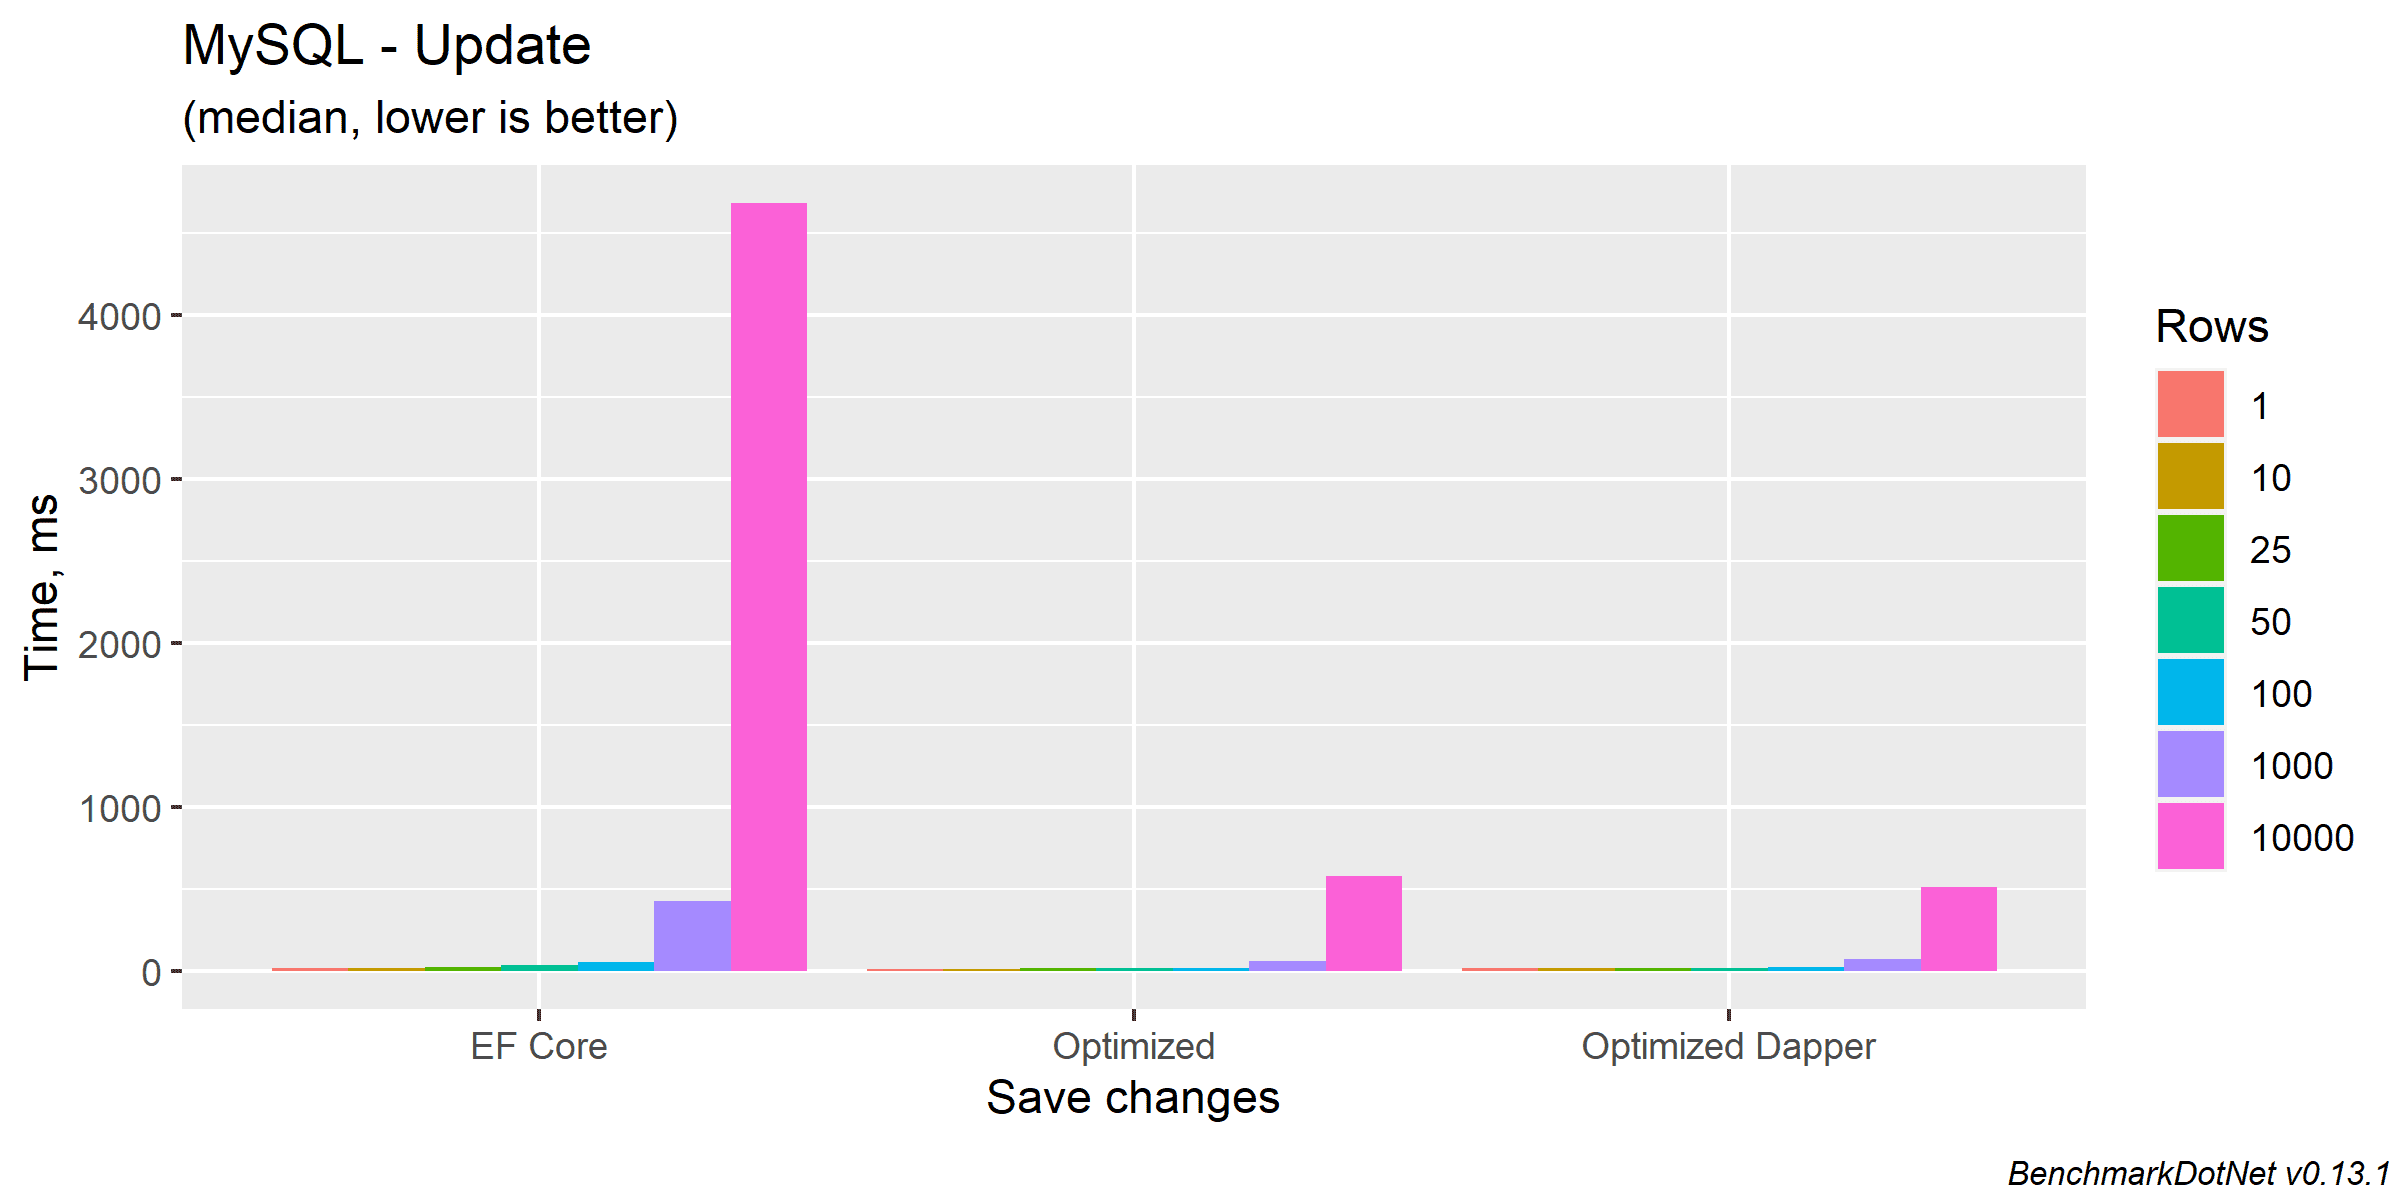 MySQL - Update
(median, lower is better)
Time, ms
4000
3000
2000
1000
0
EF Core
Optimized
Optimized Dapper
Save changes
Rows
1
10
25
50
100
1000
10000
BenchmarkDotNet v0.13.1